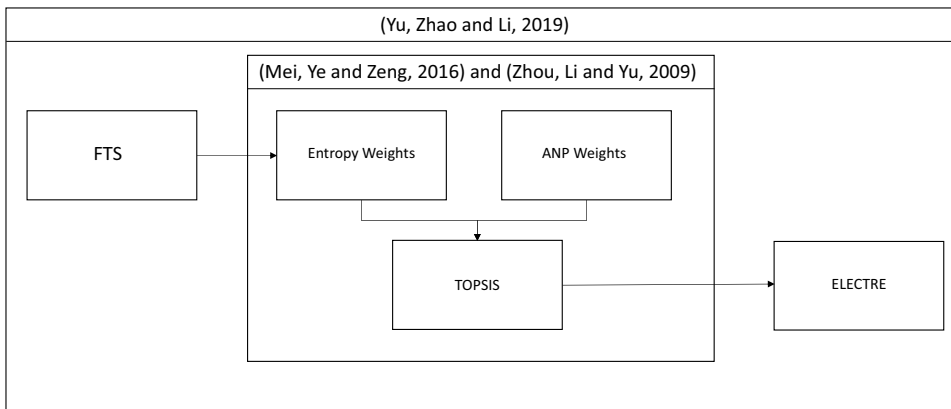 (Yu, Zhao and Li, 2019)
(Mei, Ye and Zeng, 2016) and (Zhou, Li and Yu, 2009)
FTS
Entropy Weights
ANP Weights
TOPSIS
ELECTRE